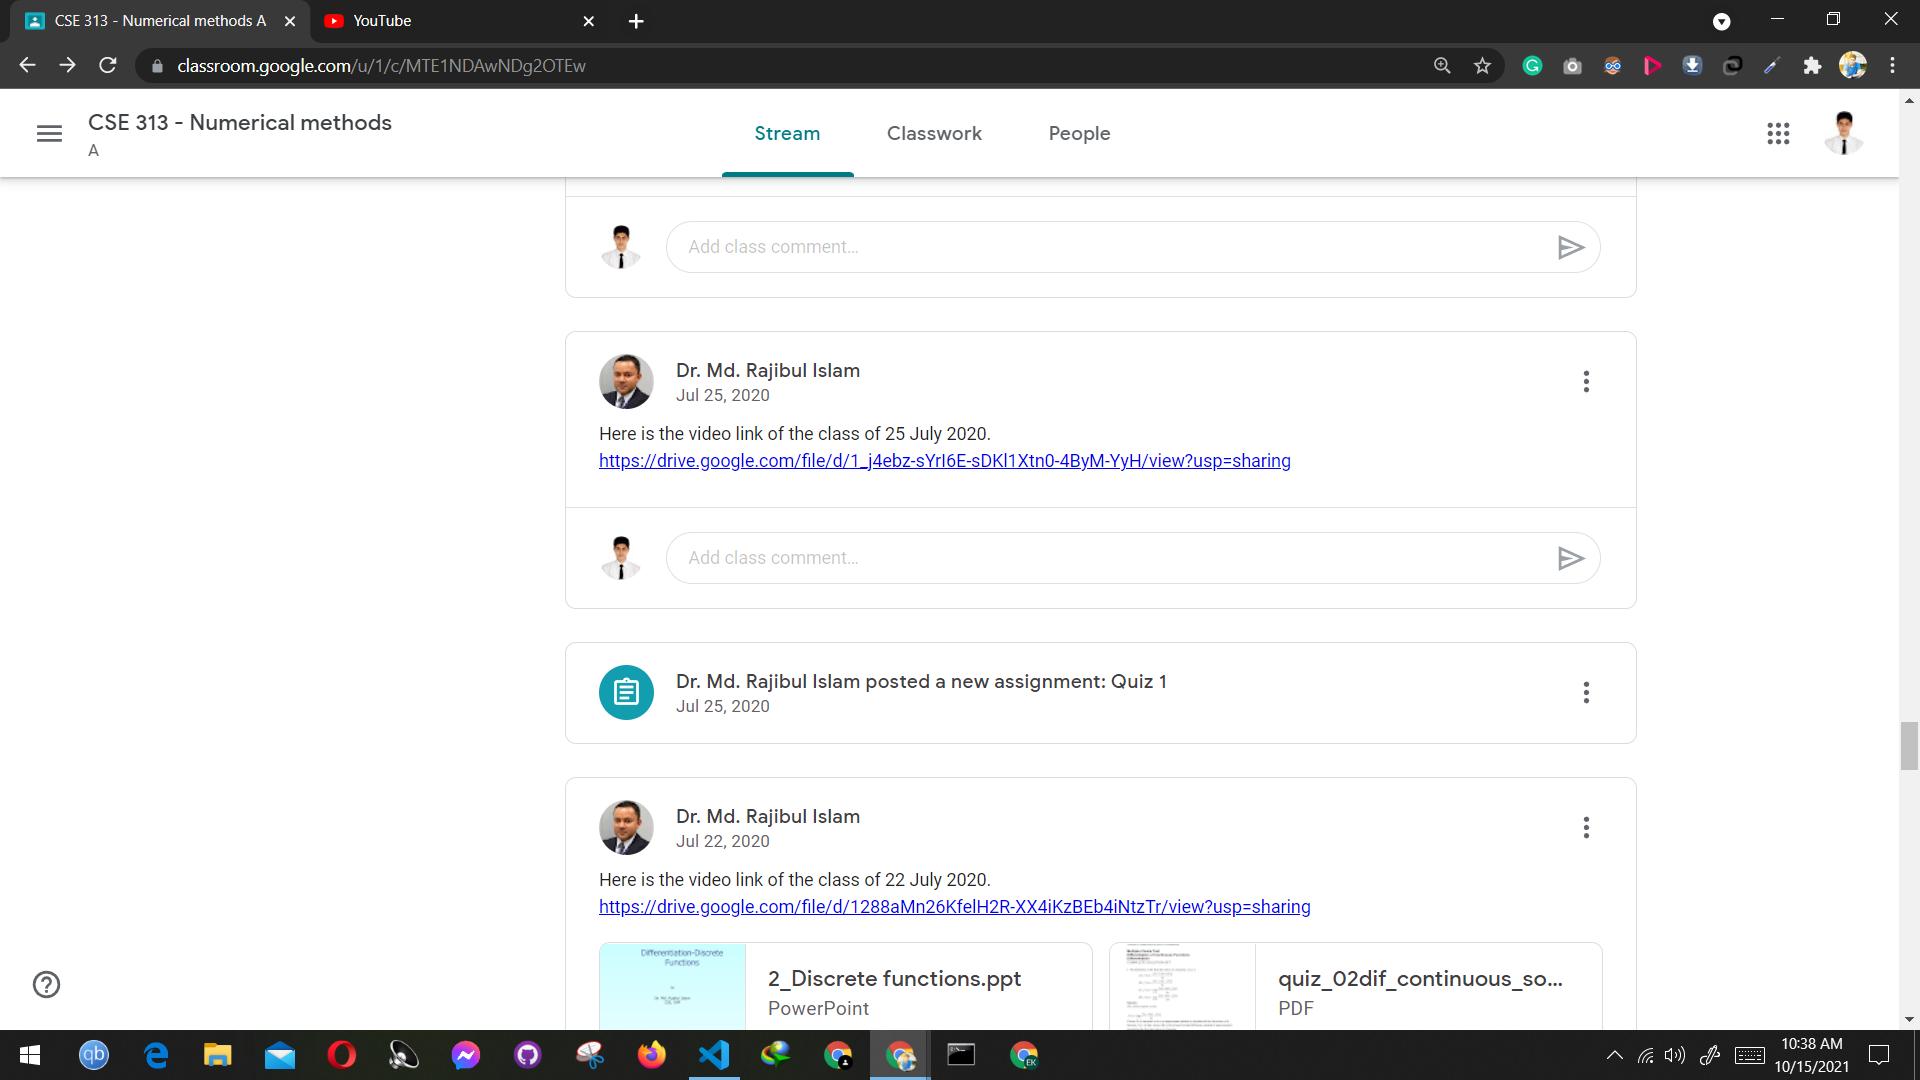 CSE 313 - Numerical methods A
YouTube
classroom.google.com/u/1/c/MTE1NDAwNDg2OTEw
CSE 313 - Numerical methods
A
Stream
Classwork
People
Add class comment...
Dr. Md. Rajibul Islam
Jul 25, 2020
Here is the video link of the class of 25 July 2020.
https://drive.google.com/file/d/1_j4ebz-sYrI6E-sDKl1Xtn0-4ByM-YyH/view?usp=sharing
Add class comment...
Dr. Md. Rajibul Islam posted a new assignment: Quiz 1
Jul 25, 2020
Dr. Md. Rajibul Islam
Jul 22, 2020
Here is the video link of the class of 22 July 2020.
https://drive.google.com/file/d/1288aMn26KfelH2R-XX4iKzBEb4iNtzTr/view?usp=sharing
Differentiation-Discrete
Functions
2_Discrete functions.ppt
PowerPoint
quiz_02dif_continuous_so...
PDF
qb
EK
10:38 AM
10/15/2021